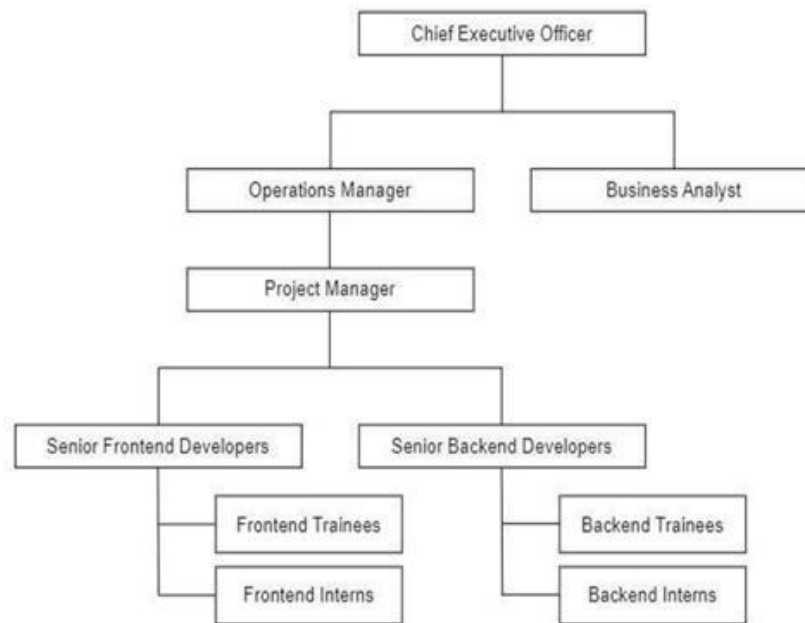 Chief Executive Officer
Operations Manager
Business Analyst
Project Manager
Senior Frontend Developers
Senior Backend Developers
Frontend Trainees
Backend Trainees
Frontend Interns
Backend Interns